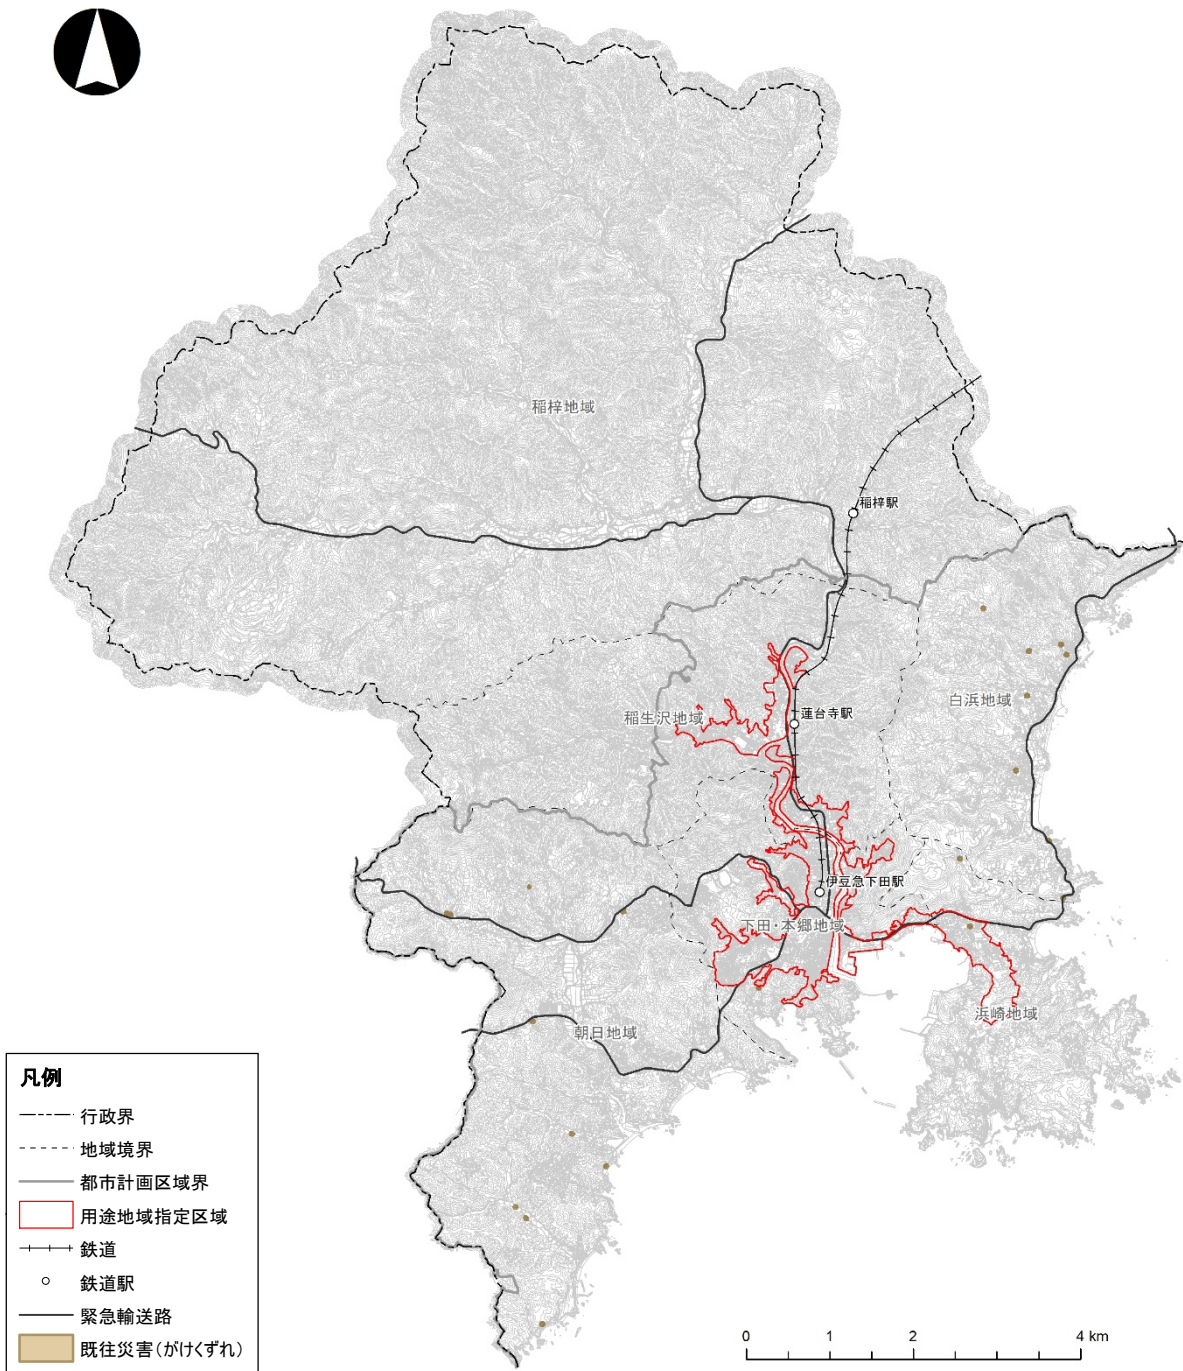 稲梓地域
稲梓駅
白浜地域
稲生沢地域
蓮台寺駅
伊豆急下田駅
下田・本郷地域
浜崎地域
朝日地域
凡例
行政界
地域境界
都市計画区域界
用途地域指定区域
鉄道
鉄道駅
緊急輸送路
既往災害(がけくずれ)
0 1 2 4 km